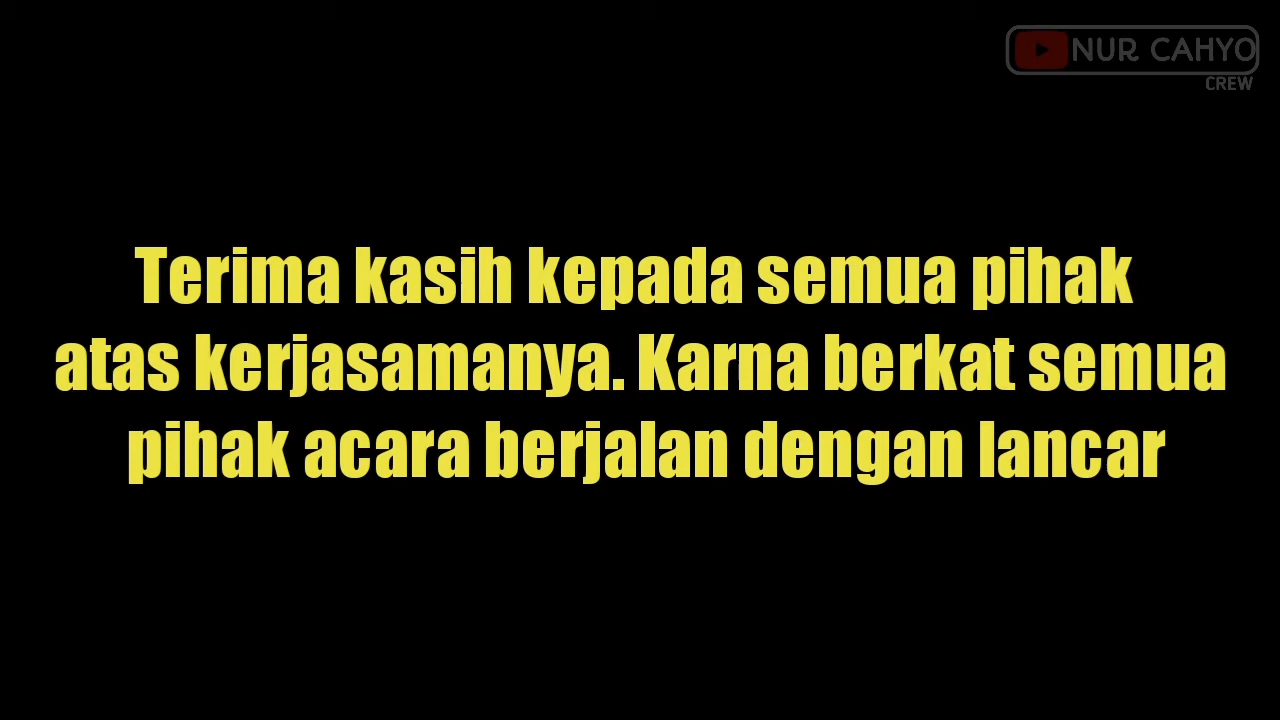 NUR CAHYO
CREW
Terima kasih kepada semua pihak
atas kerjasamanya. Karna berkat semua
pihak acara berjalan dengan lancar